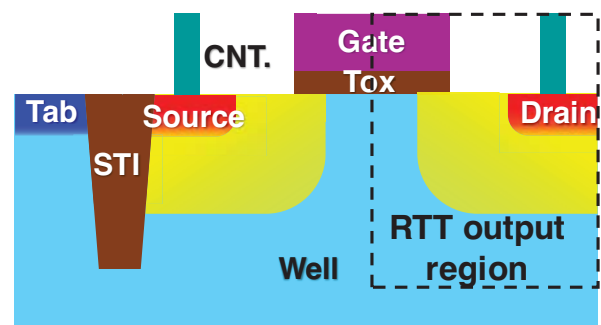 Gate
CNT.
Tox
Tab
Source
Drain
STI
RTT output
region
Well